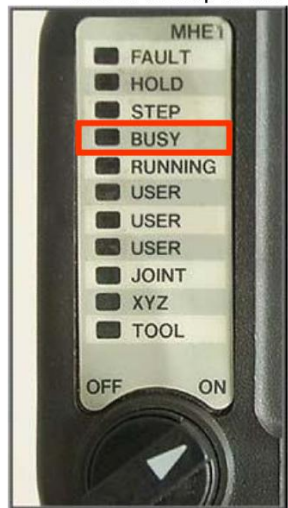 MHE1
FAULT
HOLD
STEP
BUSY
RUNNING
USER
USER
USER
JOINT
XYZ
TOOL
OFF ON